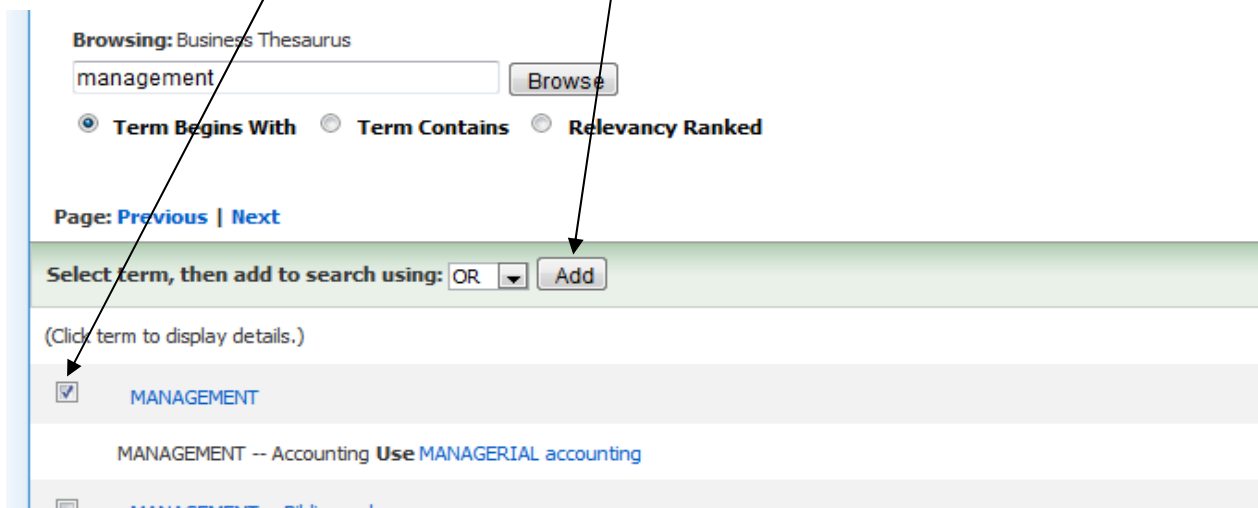 Browsing: Business Thesaurus
management
Browse
Term Begins With Term Contains Relevancy Ranked
Page: Previous | Next
Select term, then add to search using: OR Add
(Click term to display details.)
MANAGEMENT
MANAGEMENT -- Accounting Use MANAGERIAL accounting